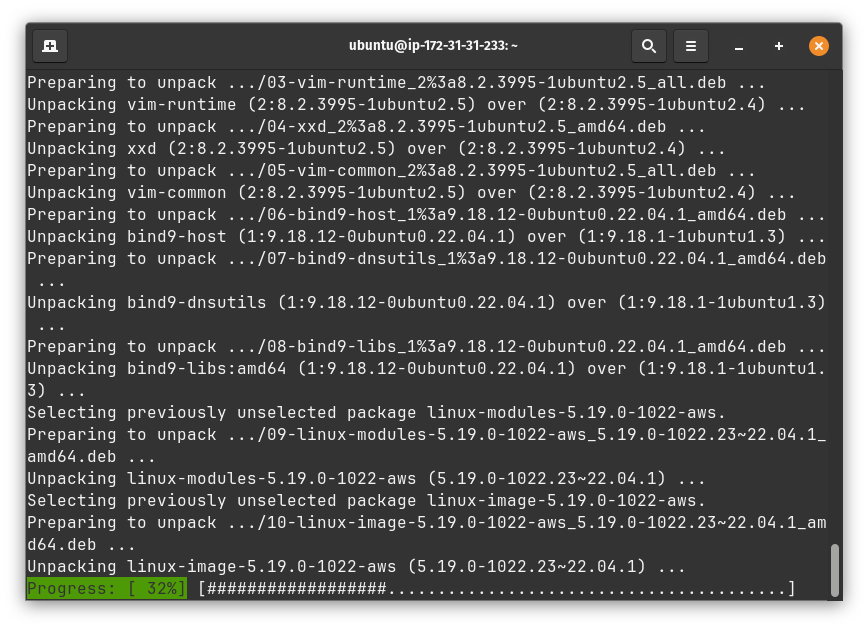 ubuntu@ip-172-31-31-233: ~
Preparing to unpack .../03-vim-runtime_2%3a8.2.3995-1ubuntu2.5_all.deb ...
Unpacking vim-runtime (2:8.2.3995-1ubuntu2.5) over (2:8.2.3995-1ubuntu2.4) ...
Preparing to unpack .../04-xxd_2%3a8.2.3995-1ubuntu2.5_amd64.deb ...
Unpacking xxd (2:8.2.3995-1ubuntu2.5) over (2:8.2.3995-1ubuntu2.4) ...
Preparing to unpack .../05-vim-common_2%3a8.2.3995-1ubuntu2.5_all.deb ...
Unpacking vim-common (2:8.2.3995-1ubuntu2.5) over (2:8.2.3995-1ubuntu2.4) ...
Preparing to unpack .../06-bind9-host_1%3a9.18.12-0ubuntu0.22.04.1_amd64.deb ...
Unpacking bind9-host (1:9.18.12-0ubuntu0.22.04.1) over (1:9.18.1-1ubuntu1.3) ...
Preparing to unpack .../07-bind9-dnsutils_1%3a9.18.12-0ubuntu0.22.04.1_amd64.deb
 ...
Unpacking bind9-dnsutils (1:9.18.12-0ubuntu0.22.04.1) over (1:9.18.1-1ubuntu1.3)
 ...
Preparing to unpack .../08-bind9-libs_1%3a9.18.12-0ubuntu0.22.04.1_amd64.deb ...
Unpacking bind9-libs:amd64 (1:9.18.12-0ubuntu0.22.04.1) over (1:9.18.1-1ubuntu1.
3) ...
Selecting previously unselected package linux-modules-5.19.0-1022-aws.
Preparing to unpack .../09-linux-modules-5.19.0-1022-aws_5.19.0-1022.23~22.04.1_
amd64.deb ...
Unpacking linux-modules-5.19.0-1022-aws (5.19.0-1022.23~22.04.1) ...
Selecting previously unselected package linux-image-5.19.0-1022-aws.
Preparing to unpack .../10-linux-image-5.19.0-1022-aws_5.19.0-1022.23~22.04.1_am
d64.deb ...
Unpacking linux-image-5.19.0-1022-aws (5.19.0-1022.23~22.04.1) ...
Progress: [ 32%] [##################........................................]